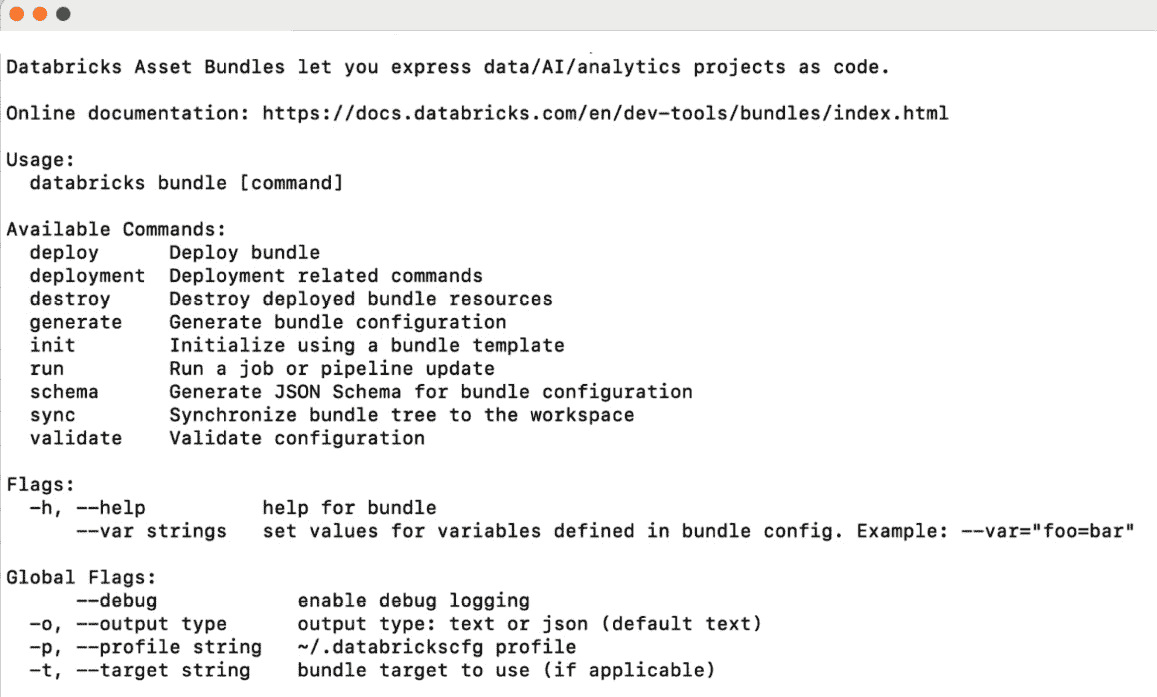 Databricks Asset Bundles let you express data/AI/analytics projects as code.
Online documentation: https://docs.databricks.com/en/dev-tools/bundles/index.html
Usage:
databricks bundle [command]
Available Commands:
deploy Deploy bundle
deployment Deployment related commands
destroy Destroy deployed bundle resources
generate Generate bundle configuration
init Initialize using a bundle template
run Run a job or pipeline update
schema Generate JSON Schema for bundle configuration
sync Synchronize bundle tree to the workspace
validate Validate configuration
Flags:
-h, --help help for bundle
--var strings set values for variables defined in bundle config. Example: --var="foo=bar"
Global Flags:
--debug enable debug logging
-o, --output type output type: text or json (default text)
-p, --profile string ~/.databrickscfg profile
-t, --target string bundle target to use (if applicable)